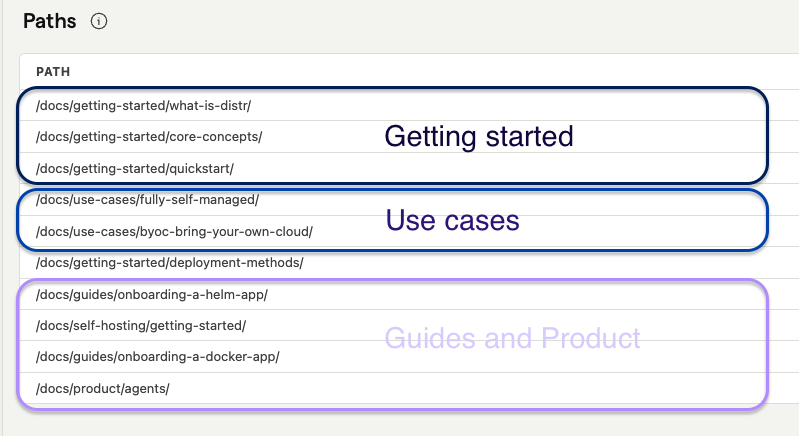 Paths
PATH
/docs/getting-started/what-is-distr/
/docs/getting-started/core-concepts/
Getting started
/docs/getting-started/quickstart/
/docs/use-cases/fully-self-managed/
Use cases
/docs/use-cases/byoc-bring-your-own-cloud/
/docs/getting-started/deployment-methods/
/docs/guides/onboarding-a-helm-app/
/docs/self-hosting/getting-started/
Guides and Product
/docs/guides/onboarding-a-docker-app/
/docs/product/agents/